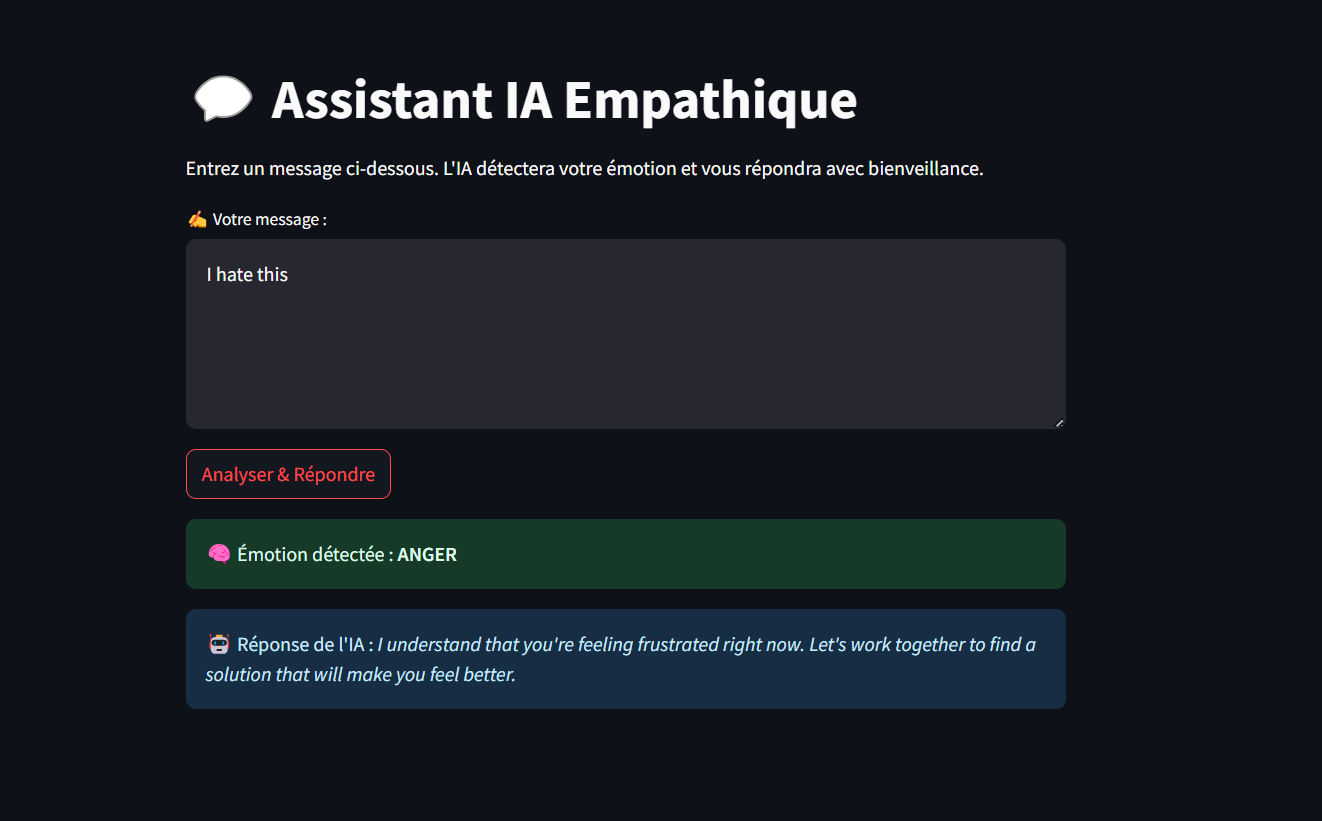 💬 Assistant IA Empathique
Entrez un message ci-dessous. L'IA détectera votre émotion et vous répondra avec bienveillance.
✍️ Votre message :
I hate this
Analyser & Répondre
🧠 Émotion détectée : ANGER
🤖 Réponse de l'IA : I understand that you're feeling frustrated right now. Let's work together to find a
solution that will make you feel better.